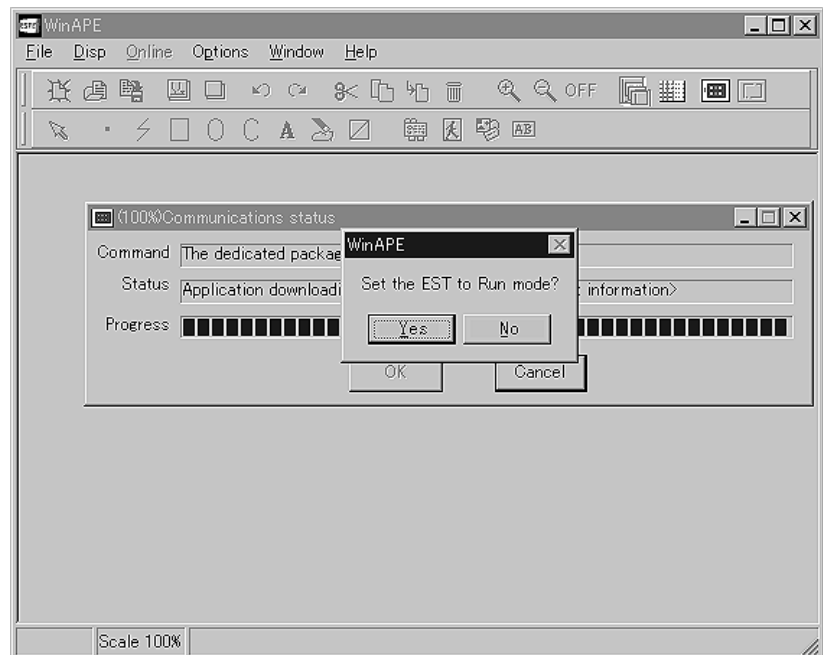 WinAPE
File Disp Online Options Window Help
OFF
A AB
(100%)Communications status
WinAPE
Command The dedicated packag
Set the EST to Run mode?
Status Application downloadi : information>
Progress
Yes No
OK Cancel
Scale 100%